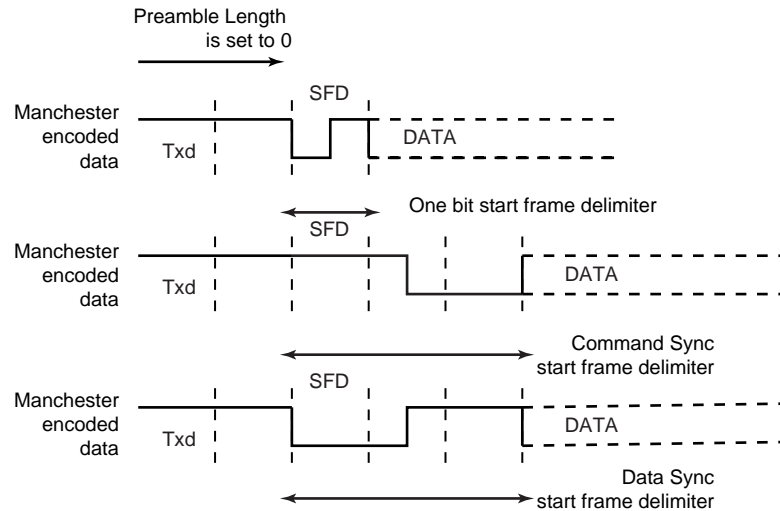 Preamble Length
is set to 0
SFD
Manchester
encoded
data
Txd
DATA
One bit start frame delimiter
SFD
Manchester
encoded
data
Txd
DATA
Command Sync
start frame delimiter
SFD
Manchester
encoded
data
Txd
DATA
Data Sync
start frame delimiter